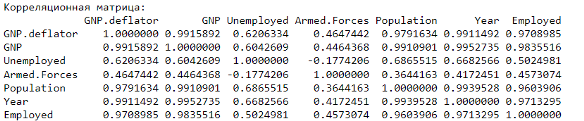 Корреляционная матрица:
GNP.deflator GNP Unemployed Armed.Forces Population Year Employed
GNP.deflator 1.0000000 0.9915892 0.6206334 0.4647442 0.9791634 0.9911492 0.9708985
GNP 0.9915892 1.0000000 0.6042609 0.4464368 0.9910901 0.9952735 0.9835516
Unemployed 0.6206334 0.6042609 1.0000000 -0.1774206 0.6865515 0.6682566 0.5024981
Armed.Forces 0.4647442 0.4464368 -0.1774206 1.0000000 0.3644163 0.4172451 0.4573074
Population 0.9791634 0.9910901 0.6865515 0.3644163 1.0000000 0.9939528 0.9603906
Year 0.9911492 0.9952735 0.6682566 0.4172451 0.9939528 1.0000000 0.9713295
Employed 0.9708985 0.9835516 0.5024981 0.4573074 0.9603906 0.9713295 1.0000000